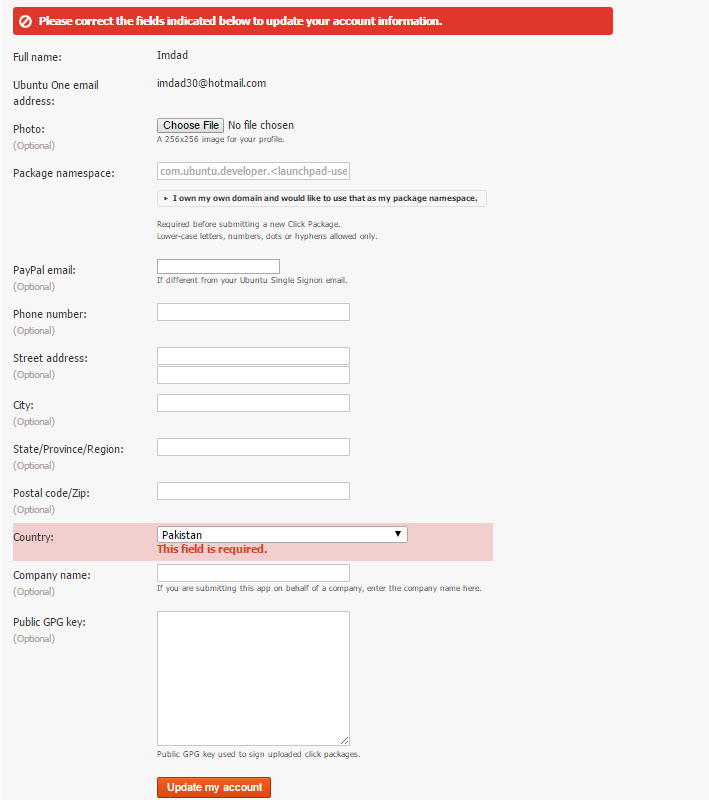 Please correct the fields indicated below to update your account information.
Full name:
Imdad
Ubuntu One email
address:
imdad30@hotmail.com
Photo:
(Optional)
Choose File No file chosen
A 256x256 image for your profile.
Package namespace:
com.ubuntu.developer.<launchpad-use
▸ I own my own domain and would like to use that as my package namespace.
Required before submitting a new Click Package.
Lower-case letters, numbers, dots or hyphens allowed only.
PayPal email:
(Optional)
If different from your Ubuntu Single Signon email.
Phone number:
(Optional)
Street address:
(Optional)
City:
(Optional)
State/Province/Region:
(Optional)
Postal code/Zip:
(Optional)
Country:
Pakistan
This field is required.
Company name:
(Optional)
If you are submitting this app on behalf of a company, enter the company name here.
Public GPG key:
(Optional)
Public GPG key used to sign uploaded click packages.
Update my account